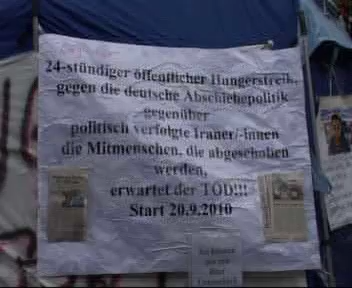 24-stündiger öffentlicher Hungerstreik,
gegen die deutsche Abschiebepolitik
gegenüber
politisch verfolgte Iraner/-innen
die Mitmenschen, die abgeschoben
werden,
erwartet der TOD!!!
Start 20.9.2010